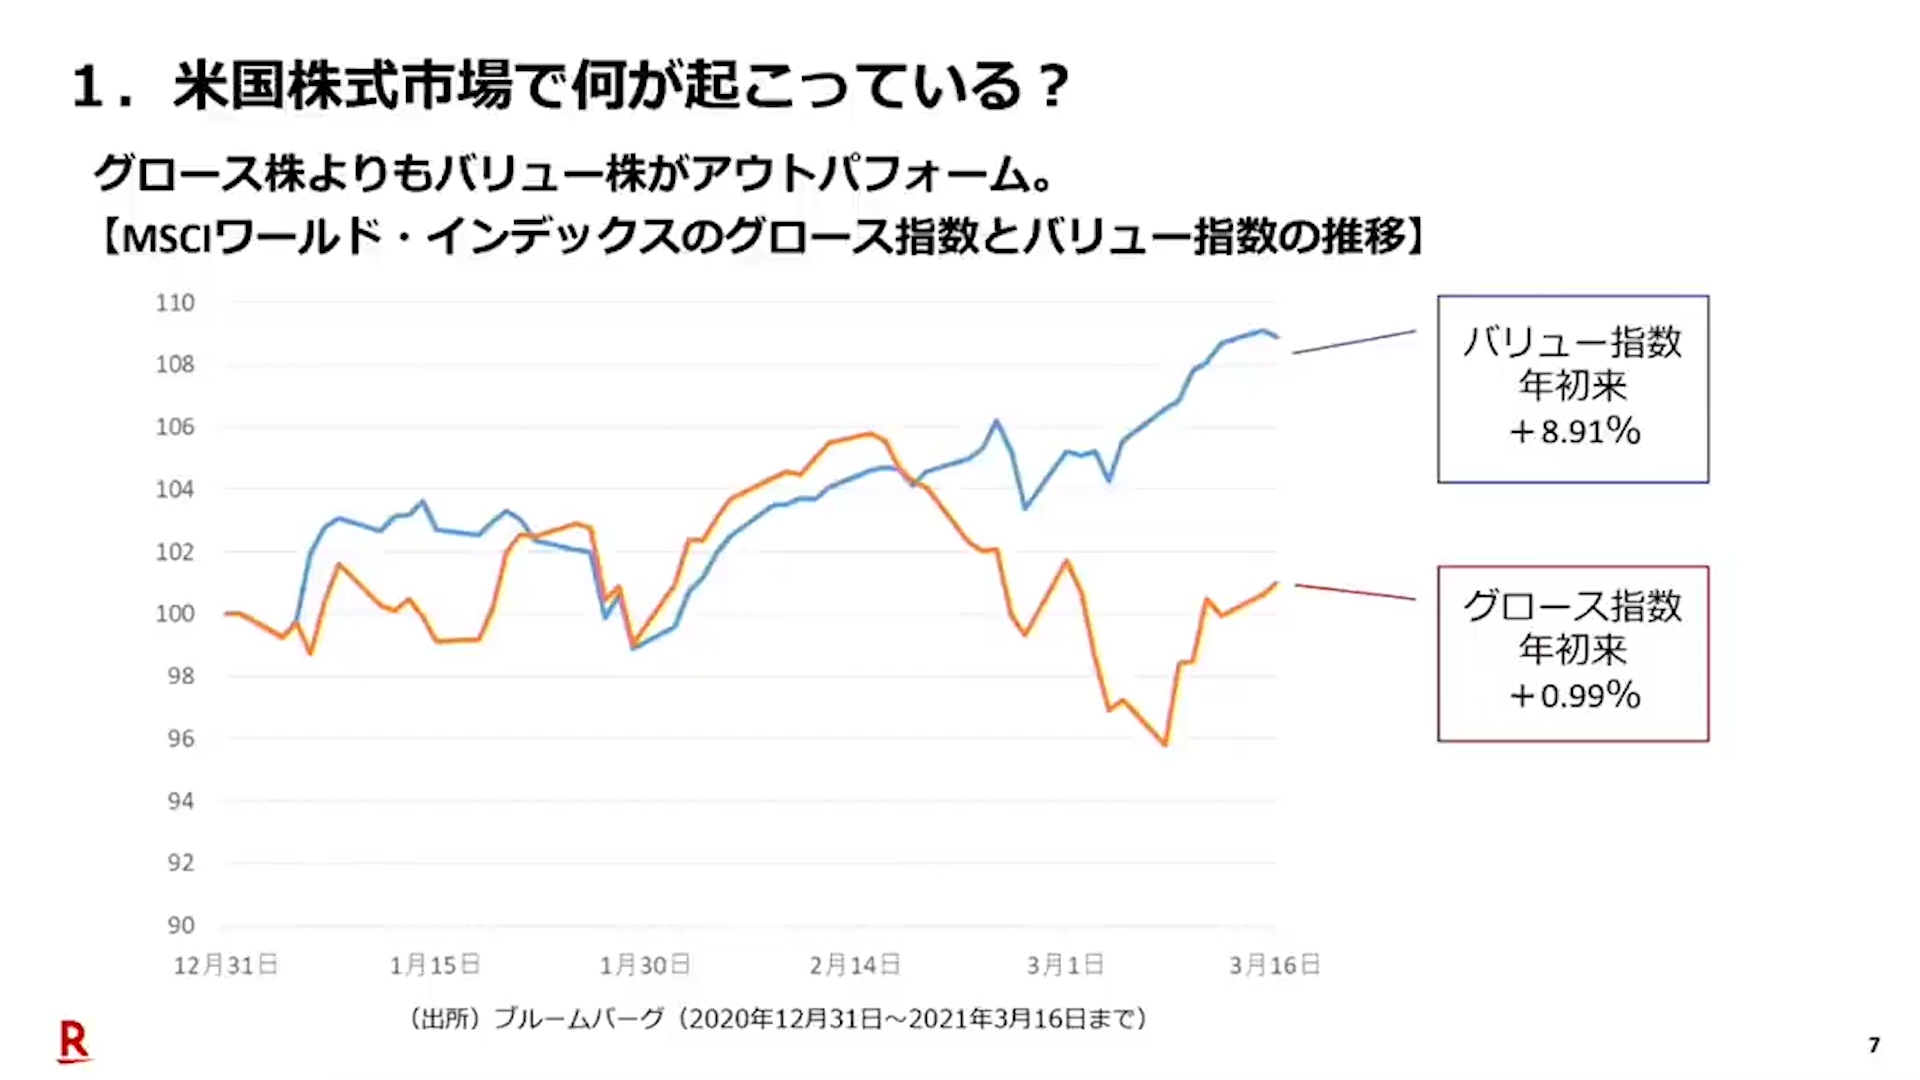 1．米国株式市場で何が起こっている？
グロース株よりもバリュー株がアウトパフォーム。
【MSCIワールド・インデックスのグロース指数とバリュー指数の推移】
110
108
106
104
102
100
98
96
94
92
90
12月31日 1月15日 1月30日 2月14日 3月1日 3月16日
バリュー指数
年初来
＋8.91％
グロース指数
年初来
＋0.99％
（出所）ブルームバーグ（2020年12月31日～2021年3月16日まで）
R
7